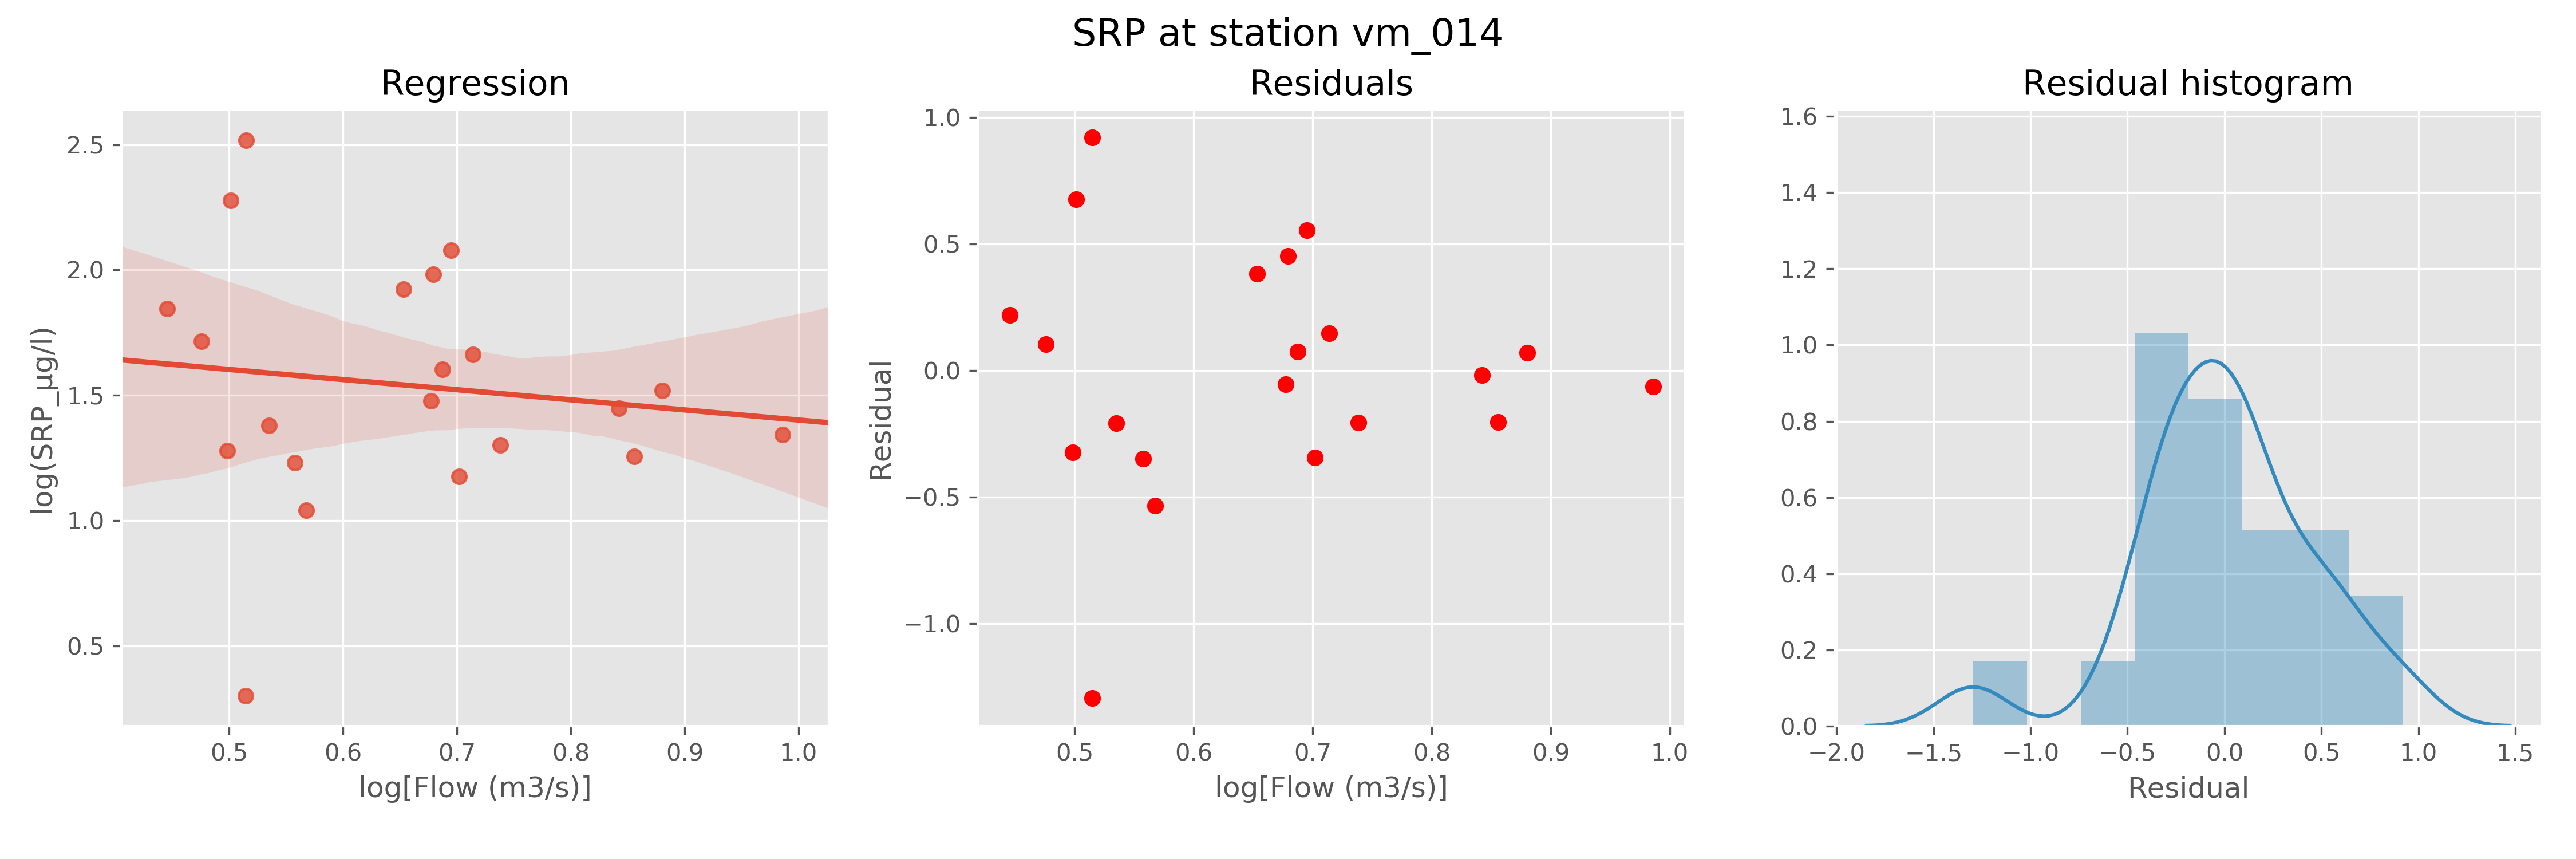 SRP at station vm_014
Regression
2.5
2.0
1.5
1.0
0.5
log(SRP_µg/l)
0.5 0.6 0.7 0.8 0.9 1.0
log[Flow (m3/s)]
Residuals
1.0
0.5
0.0
−0.5
−1.0
Residual
0.5 0.6 0.7 0.8 0.9 1.0
log[Flow (m3/s)]
Residual histogram
1.6
1.4
1.2
1.0
0.8
0.6
0.4
0.2
0.0
−2.0 −1.5 −1.0 −0.5 0.0 0.5 1.0 1.5
Residual